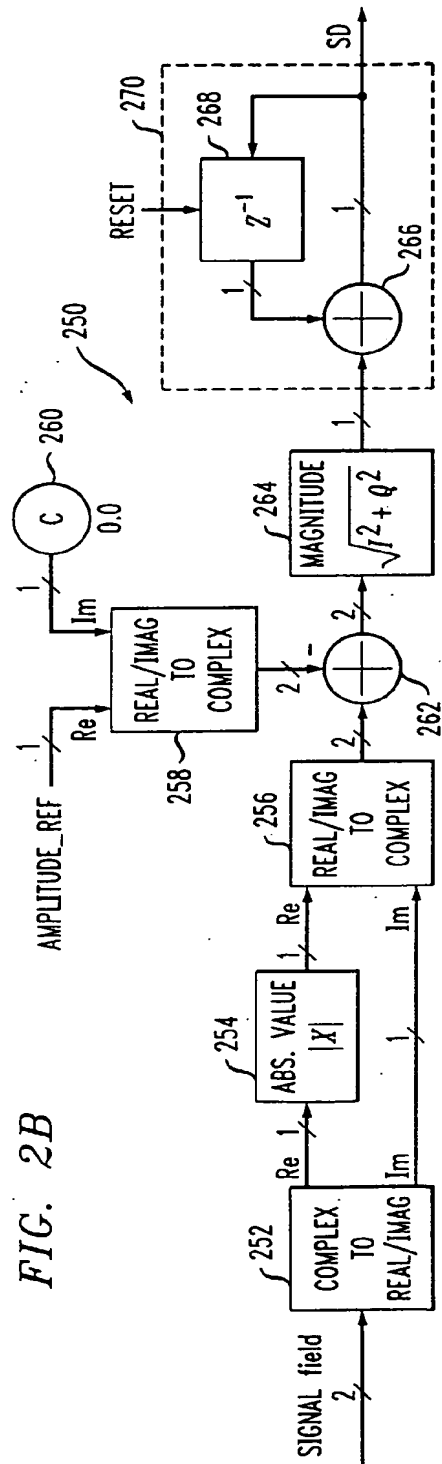 FIG. 2B
250
AMPLITUDE_REF
1
Re
260
C
0.0
1
Im
REAL/IMAG
TO
COMPLEX
258
2
-
SIGNAL field
2
252
COMPLEX
TO
REAL/IMAG
Re
1
254
ABS. VALUE
|X|
1
Re
Im
1
Im
256
REAL/IMAG
TO
COMPLEX
2
262
2
264
MAGNITUDE
√I² + Q²
1
RESET
270
268
Z⁻¹
1
266
1
SD